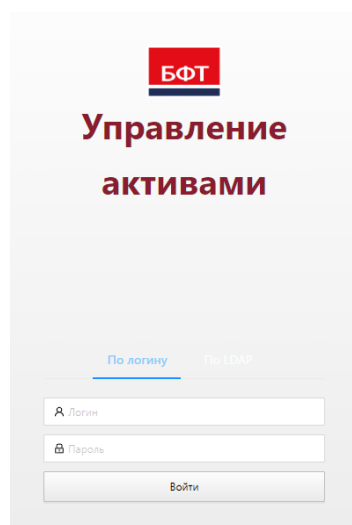 БФТ
Управление
активами
По логину По LDAP
Логин
Пароль
Войти